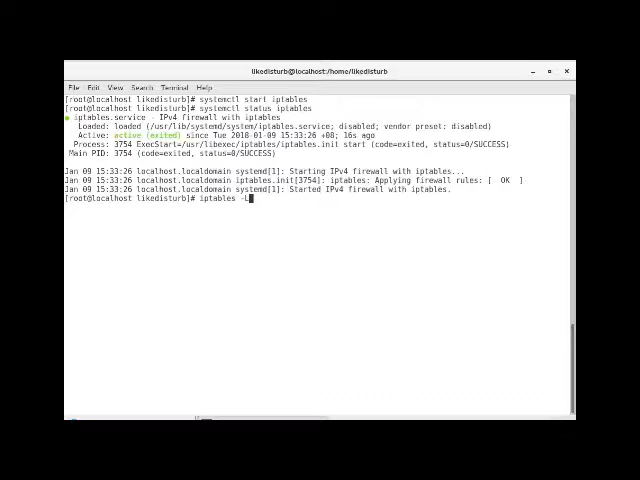 likedisturb@localhost:/home/likedisturb
File Edit View Search Terminal Help
[root@localhost likedisturb]# systemctl start iptables
[root@localhost likedisturb]# systemctl status iptables
● iptables.service - IPv4 firewall with iptables
Loaded: loaded (/usr/lib/systemd/system/iptables.service; disabled; vendor preset: disabled)
Active: active (exited) since Tue 2018-01-09 15:33:26 +08; 16s ago
Process: 3754 ExecStart=/usr/libexec/iptables/iptables.init start (code=exited, status=0/SUCCESS)
Main PID: 3754 (code=exited, status=0/SUCCESS)
Jan 09 15:33:26 localhost.localdomain systemd[1]: Starting IPv4 firewall with iptables...
Jan 09 15:33:26 localhost.localdomain iptables.init[3754]: iptables: Applying firewall rules: [ OK ]
Jan 09 15:33:26 localhost.localdomain systemd[1]: Started IPv4 firewall with iptables.
[root@localhost likedisturb]# iptables -L